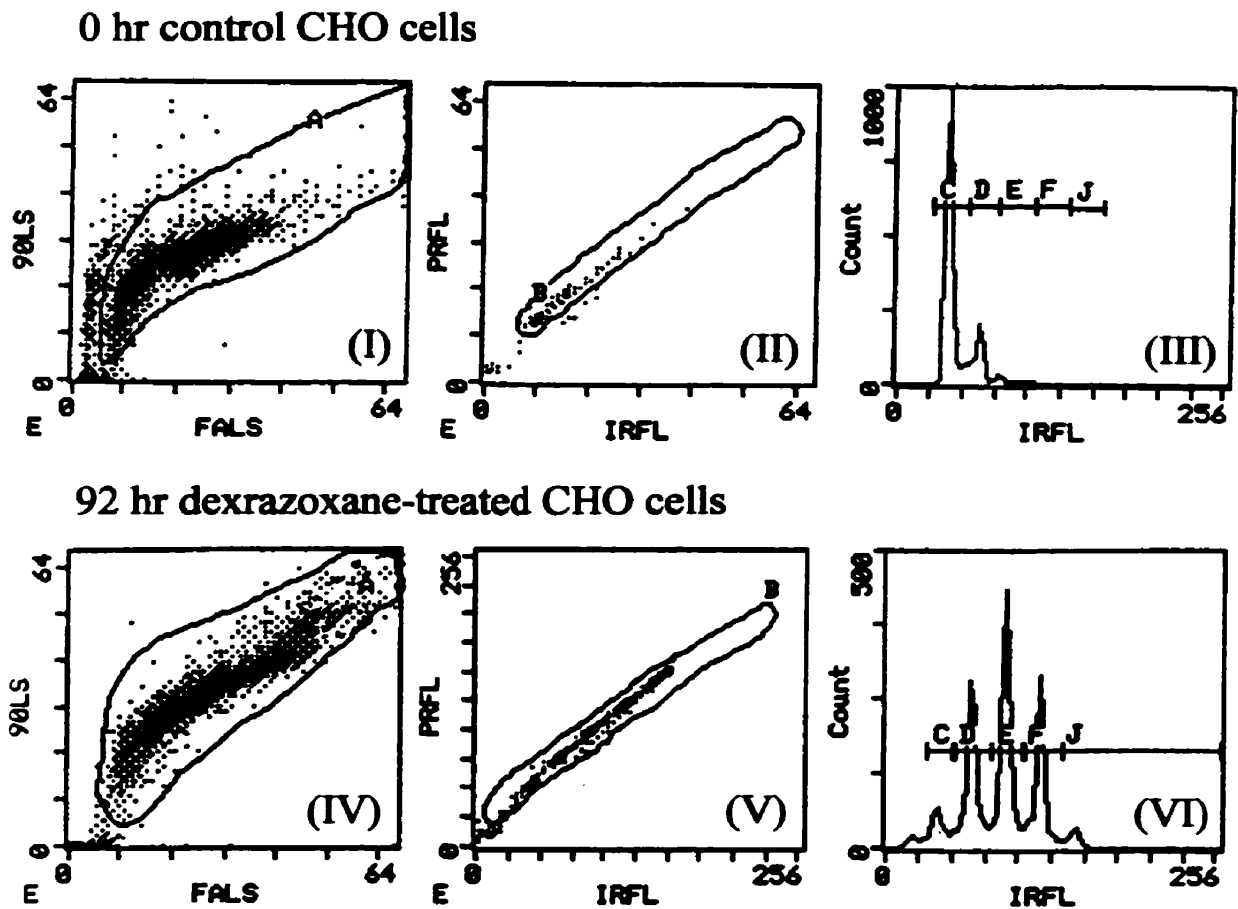 0 hr control CHO cells
64
90LS
0
A
(I)
0
64
E
FALS
64
PRFL
0
B
(II)
0
64
E
IRFL
1000
Count
0
C D E F J
(III)
0
256
IRFL
92 hr dexrazoxane-treated CHO cells
64
90LS
0
(IV)
0
64
E
FALS
256
PRFL
0
(V)
0
256
E
IRFL
500
Count
0
C D E F J
(VI)
0
256
IRFL